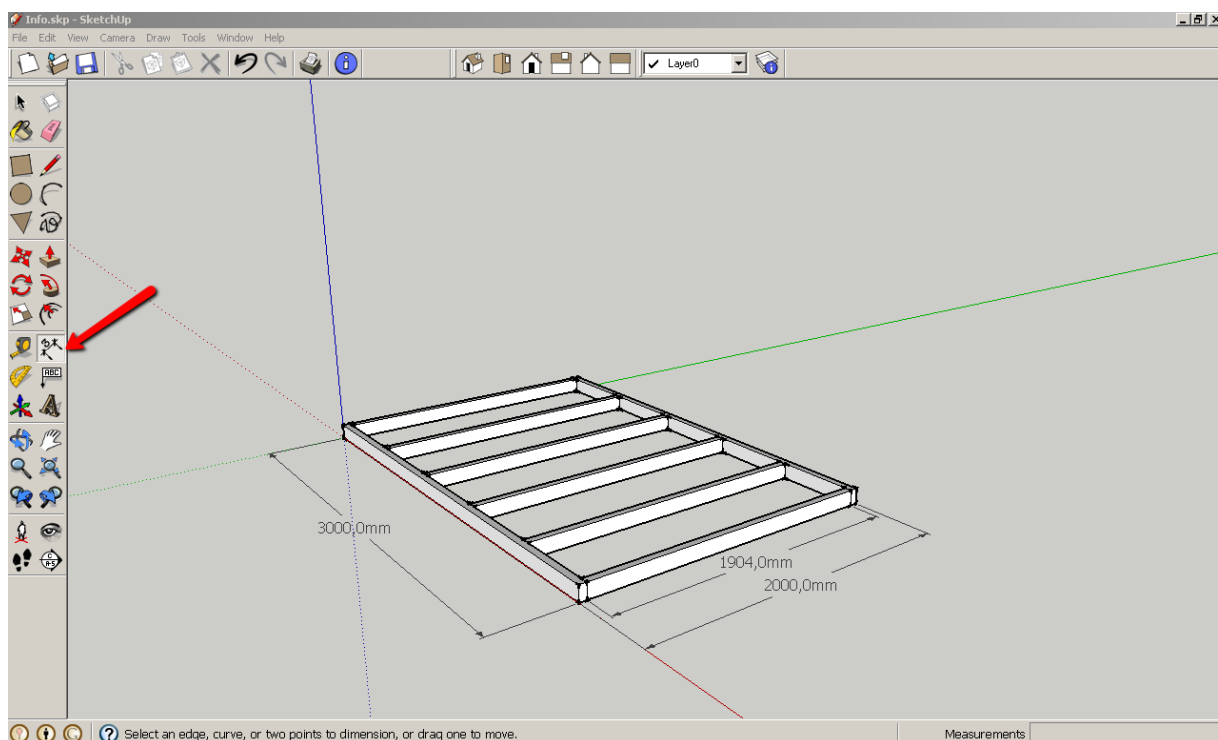 Info.skp - SketchUp
File Edit View Camera Draw Tools Window Help
Layer0
ABC
3000,0mm
1904,0mm
2000,0mm
Select an edge, curve, or two points to dimension, or drag one to move.
Measurements